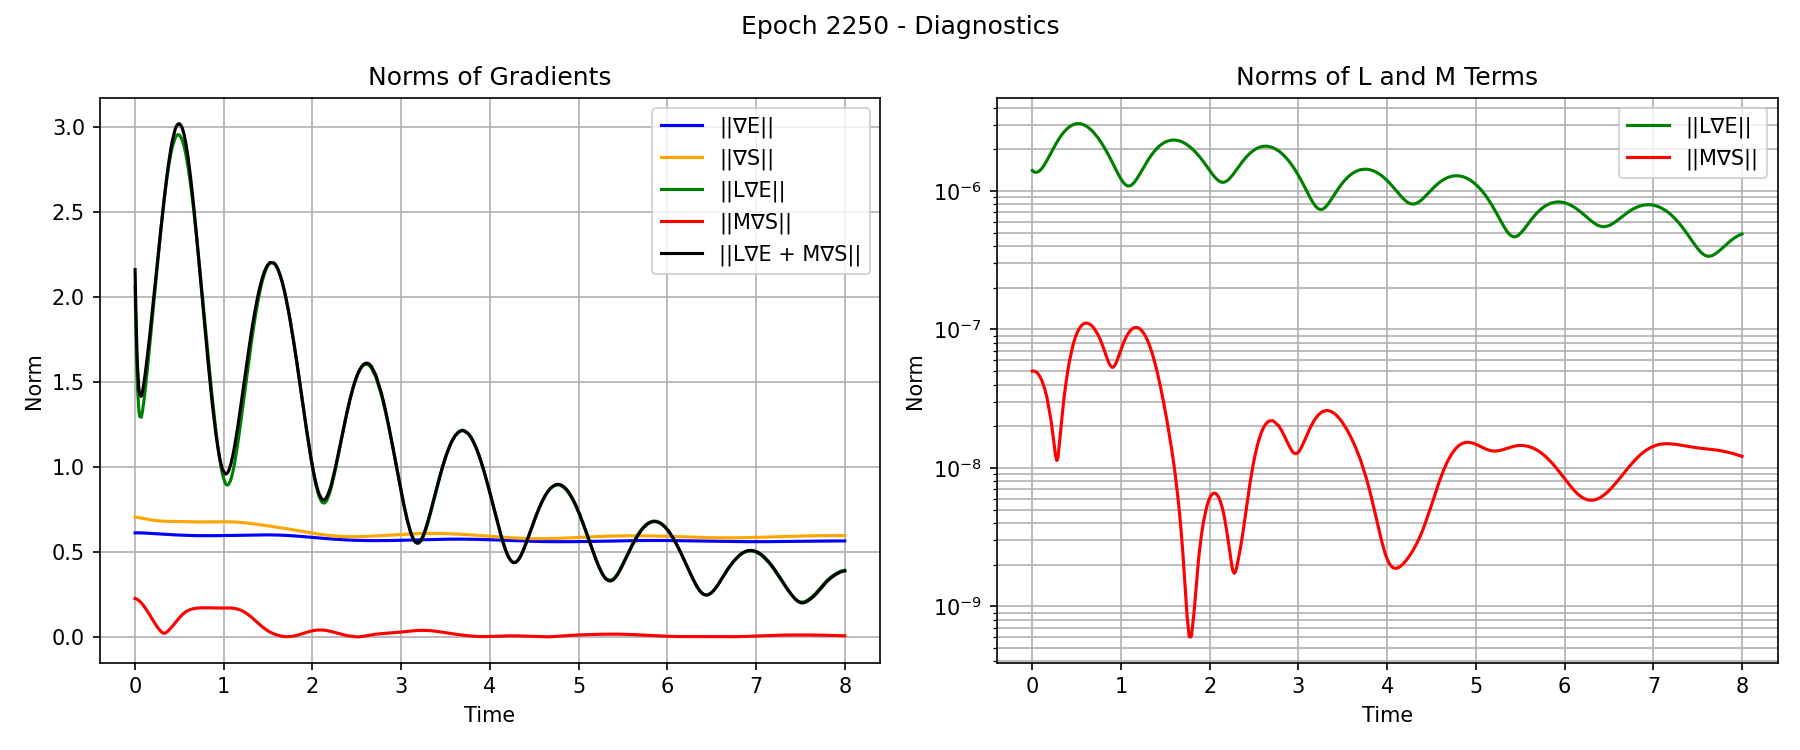 Epoch 2250 - Diagnostics
Norms of Gradients
Norm
3.0
2.5
2.0
1.5
1.0
0.5
0.0
0 1 2 3 4 5 6 7 8
Time
||∇E||
||∇S||
||L∇E||
||M∇S||
||L∇E + M∇S||
Norms of L and M Terms
Norm
10⁻⁶
10⁻⁷
10⁻⁸
10⁻⁹
0 1 2 3 4 5 6 7 8
Time
||L∇E||
||M∇S||